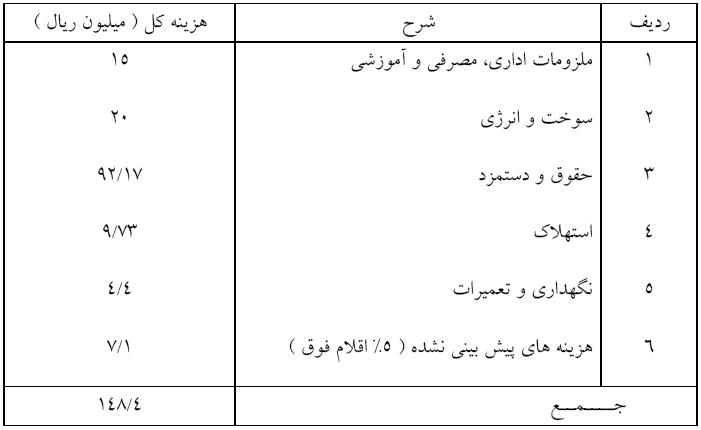 ردیف شرح هزینه کل ( میلیون ریال )
۱ ملزومات اداری، مصرفی و آموزشی ۱۵
۲ سوخت و انرژی ۲۰
۳ حقوق و دستمزد ۹۲/۱۷
٤ استهلاک ۹/۷۳
۵ نگهداری و تعمیرات ٤/٤
٦ هزینه های پیش بینی نشده ( ۵٪ اقلام فوق ) ۷/۱
جـــــمـــع ۱٤۸/٤